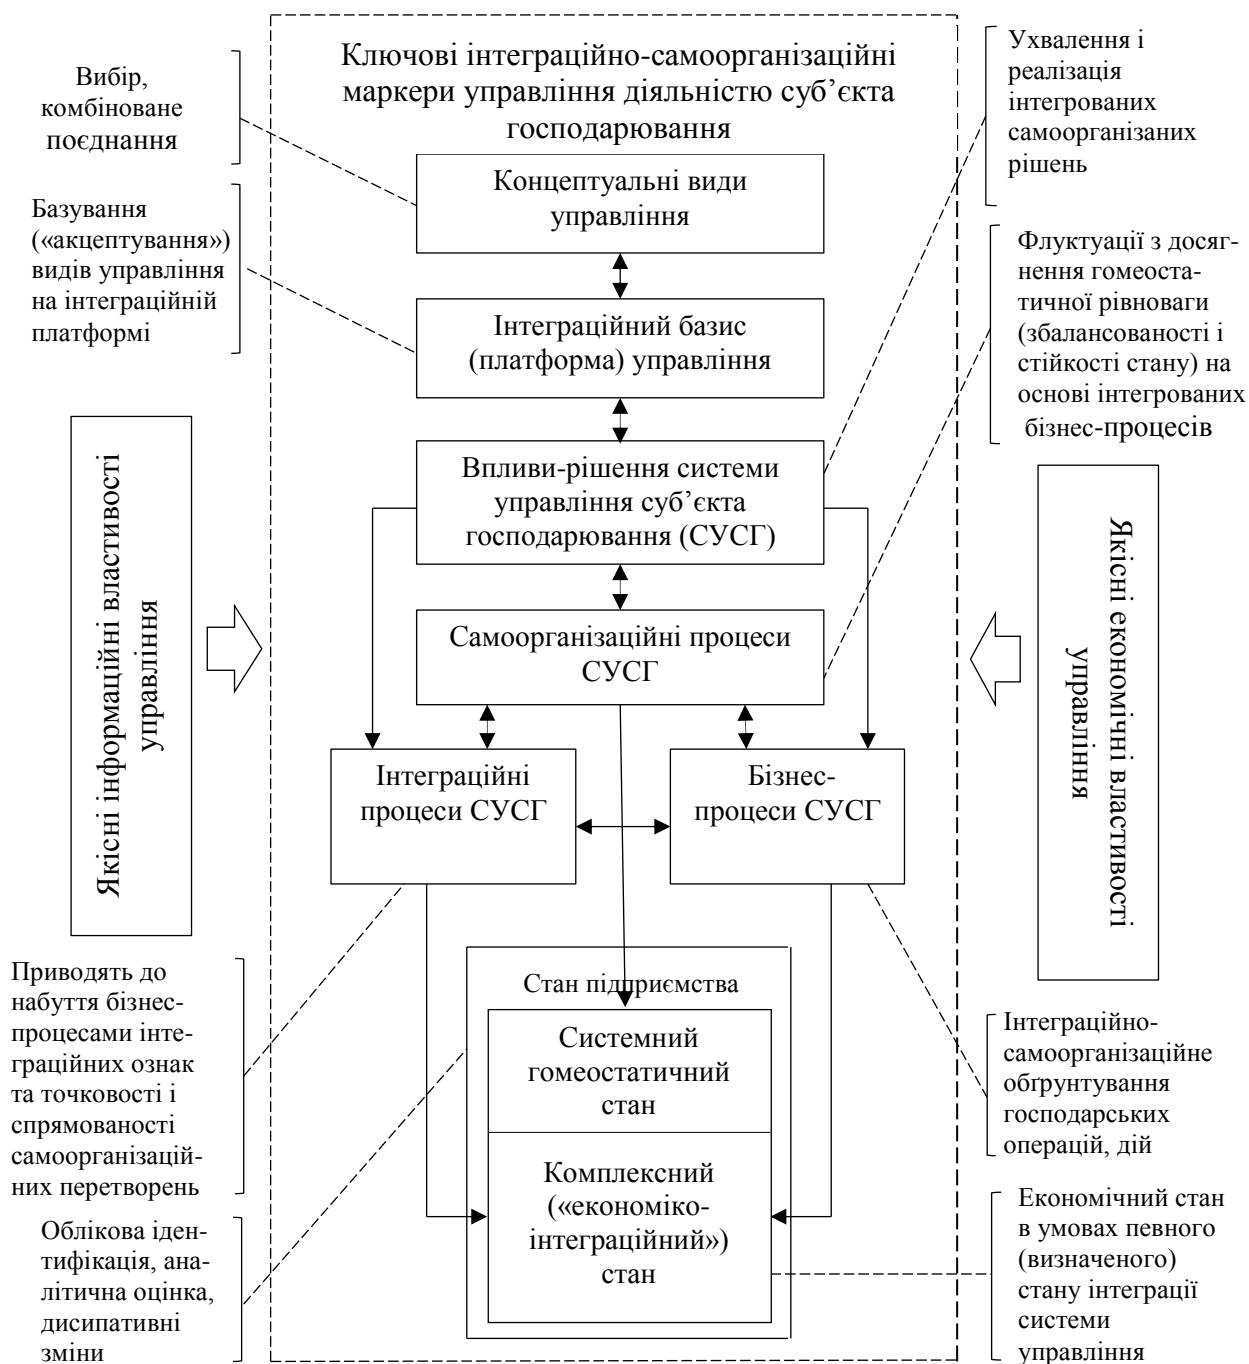 Ключові інтеграційно-самоорганізаційні
маркери управління діяльністю суб’єкта
господарювання
Вибір,
комбіноване
поєднання
Ухвалення і
реалізація
інтегрованих
самоорганізаних
рішень
Концептуальні види
управління
Базування
(«акцептування»)
видів управління
на інтеграційній
платформі
Флуктуації з досяг-
нення гомеоста-
тичної рівноваги
(збалансованості і
стійкості стану) на
основі інтегрованих
бізнес-процесів
Інтеграційний базис
(платформа) управління
Впливи-рішення системи
управління суб’єкта
господарювання (СУСГ)
Якісні інформаційні властивості
управління
Якісні економічні властивості
управління
Самоорганізаційні процеси
СУСГ
Інтеграційні
процеси СУСГ
Бізнес-
процеси СУСГ
Приводять до
набуття бізнес-
процесами інте-
граційних ознак
та точковості і
спрямованості
самоорганізацій-
них перетворень
Стан підприємства
Системний
гомеостатичний
стан
Інтеграційно-
самоорганізаційне
обґрунтування
господарських
операцій, дій
Комплексний
(«економіко-
інтеграційний»)
стан
Облікова іден-
тифікація, ана-
літична оцінка,
дисипативні
зміни
Економічний стан
в умовах певного
(визначеного)
стану інтеграції
системи
управління